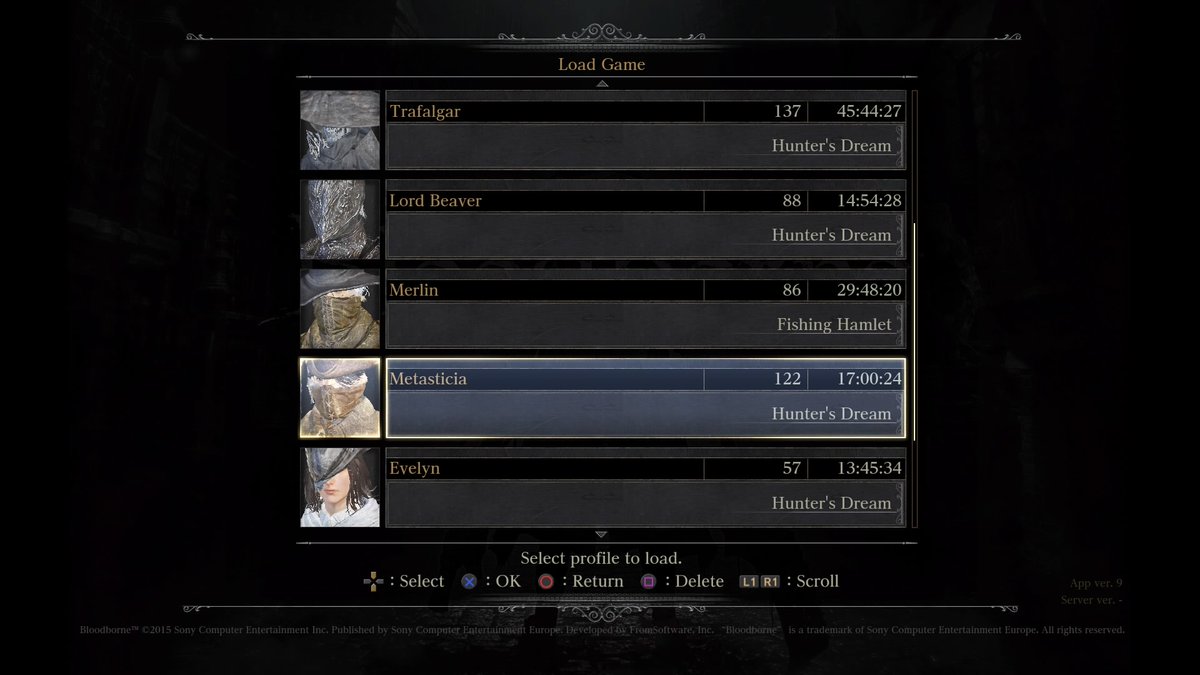 Load Game
Trafalgar 137 45:44:27
Hunter's Dream
Lord Beaver 88 14:54:28
Hunter's Dream
Merlin 86 29:48:20
Fishing Hamlet
Metasticia 122 17:00:24
Hunter's Dream
Evelyn 57 13:45:34
Hunter's Dream
Select profile to load.
: Select : OK : Return : Delete L1 R1 : Scroll
App ver. 9
Server ver. -
Bloodborne™ ©2015 Sony Computer Entertainment Inc. Published by Sony Computer Entertainment Europe. Developed by FromSoftware, Inc. "Bloodborne" is a trademark of Sony Computer Entertainment Europe. All rights reserved.